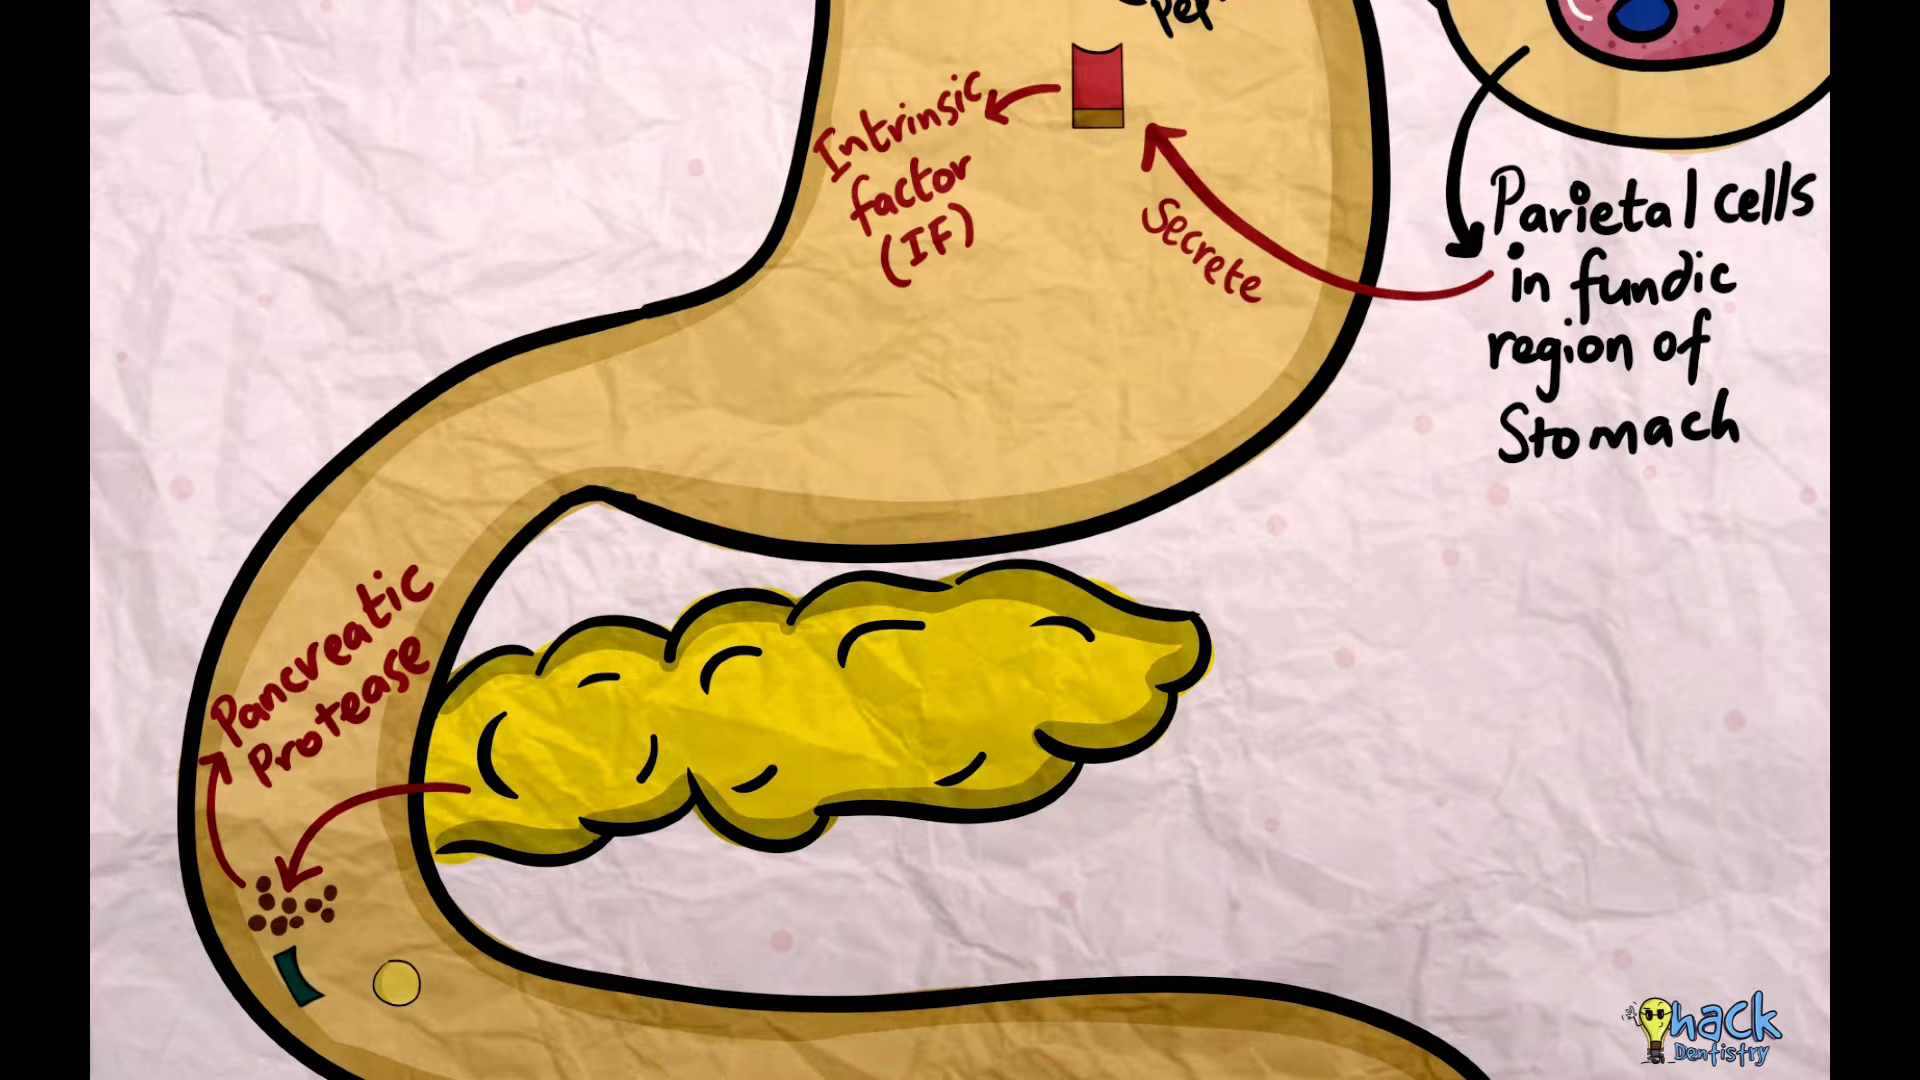 Intrinsic
factor
(IF)
Secrete
Parietal cells
in fundic
region of
Stomach
Pancreatic
Protease
hack
Dentistry